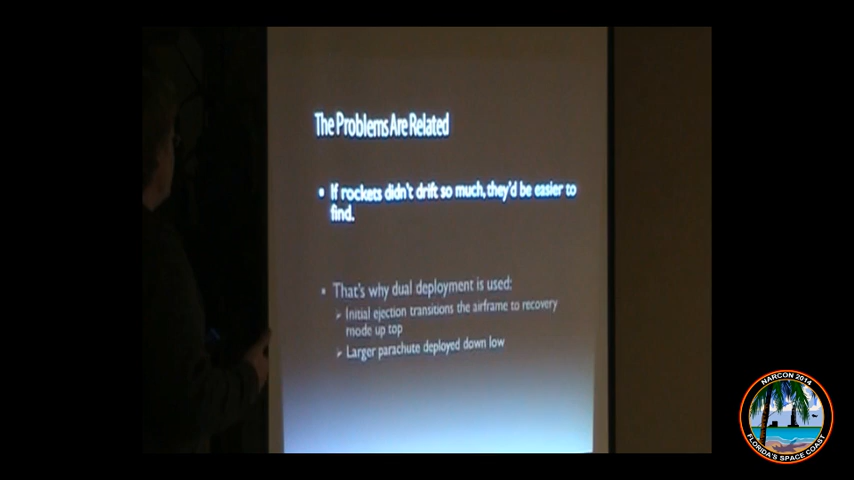 The Problems Are Related
• If rockets didn't drift so much, they'd be easier to
find.
• That's why dual deployment is used:
➢ Initial ejection transitions the airframe to recovery
mode up top
➢ Larger parachute deployed down low
NARCON 2014
FLORIDA'S SPACE COAST